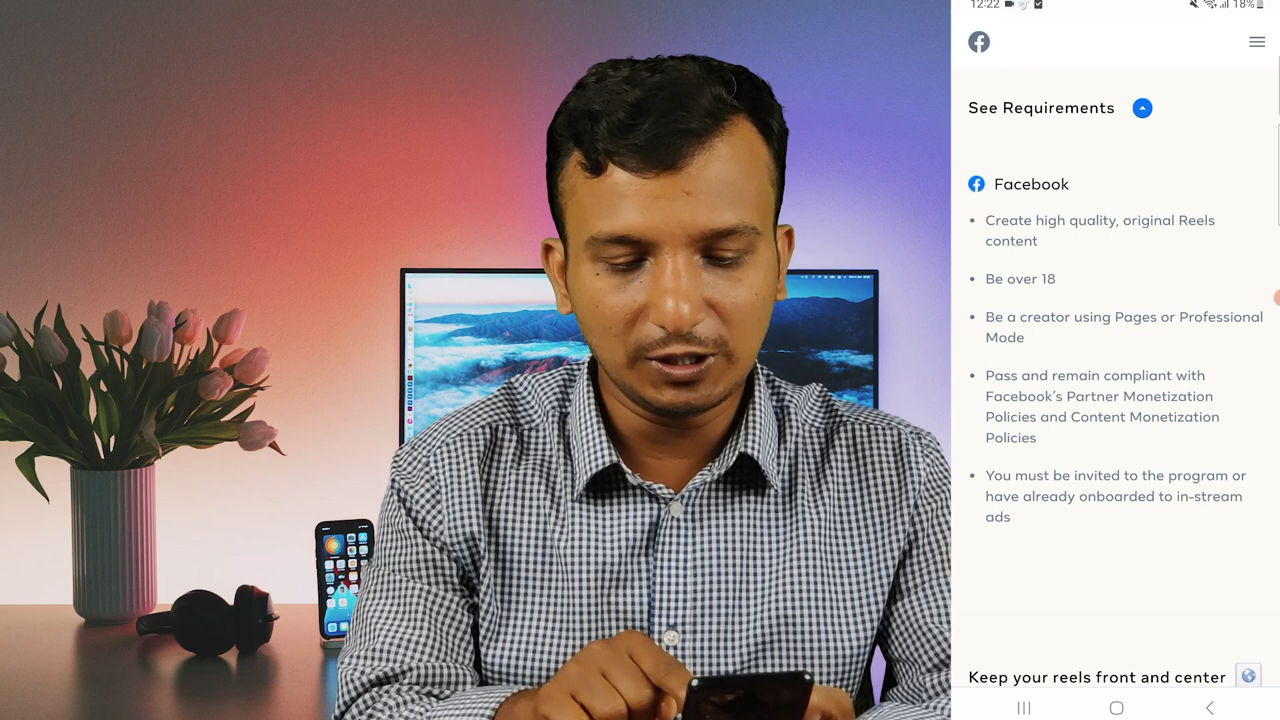 12:22
18%
See Requirements
Facebook
• Create high quality, original Reels
content
• Be over 18
• Be a creator using Pages or Professional
Mode
• Pass and remain compliant with
Facebook's Partner Monetization
Policies and Content Monetization
Policies
• You must be invited to the program or
have already onboarded to in-stream
ads
Keep your reels front and center